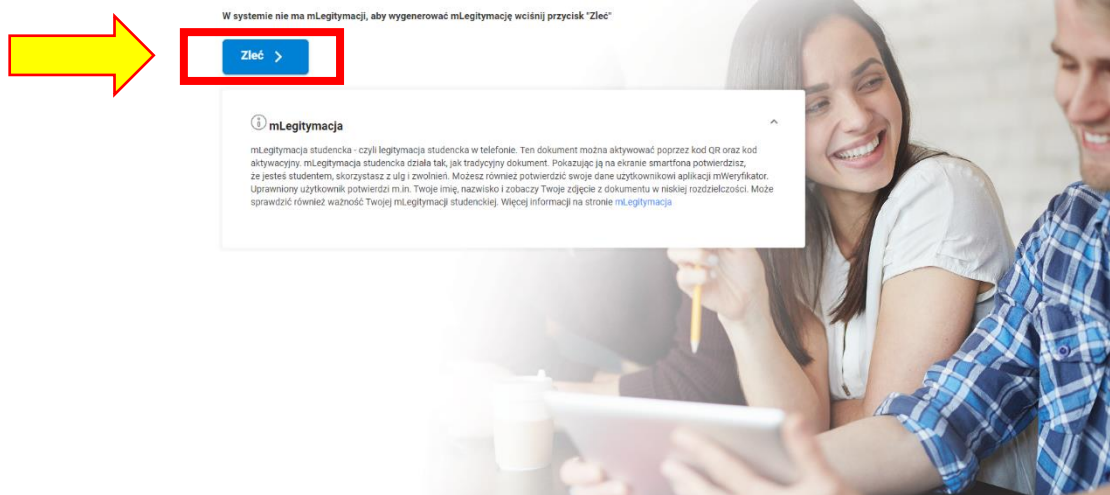 W systemie nie ma mLegitymacji, aby wygenerować mLegitymację wciśnij przycisk "Zleć"
Zleć
mLegitymacja
mLegitymacja studencka - czyli legitymacja studencka w telefonie. Ten dokument można aktywować poprzez kod QR oraz kod
aktywacyjny. mLegitymacja studencka działa tak, jak tradycyjny dokument. Pokazując ją na ekranie smartfona potwierdzisz,
że jesteś studentem, skorzystasz z ulg i zwolnień. Możesz również potwierdzić swoje dane użytkownikowi aplikacji mWeryfikator.
Uprawniony użytkownik potwierdzi m.in. Twoje imię, nazwisko i zobaczy Twoje zdjęcie z dokumentu w niskiej rozdzielczości. Może
sprawdzić również ważność Twojej mLegitymacji studenckiej. Więcej informacji na stronie mLegitymacja